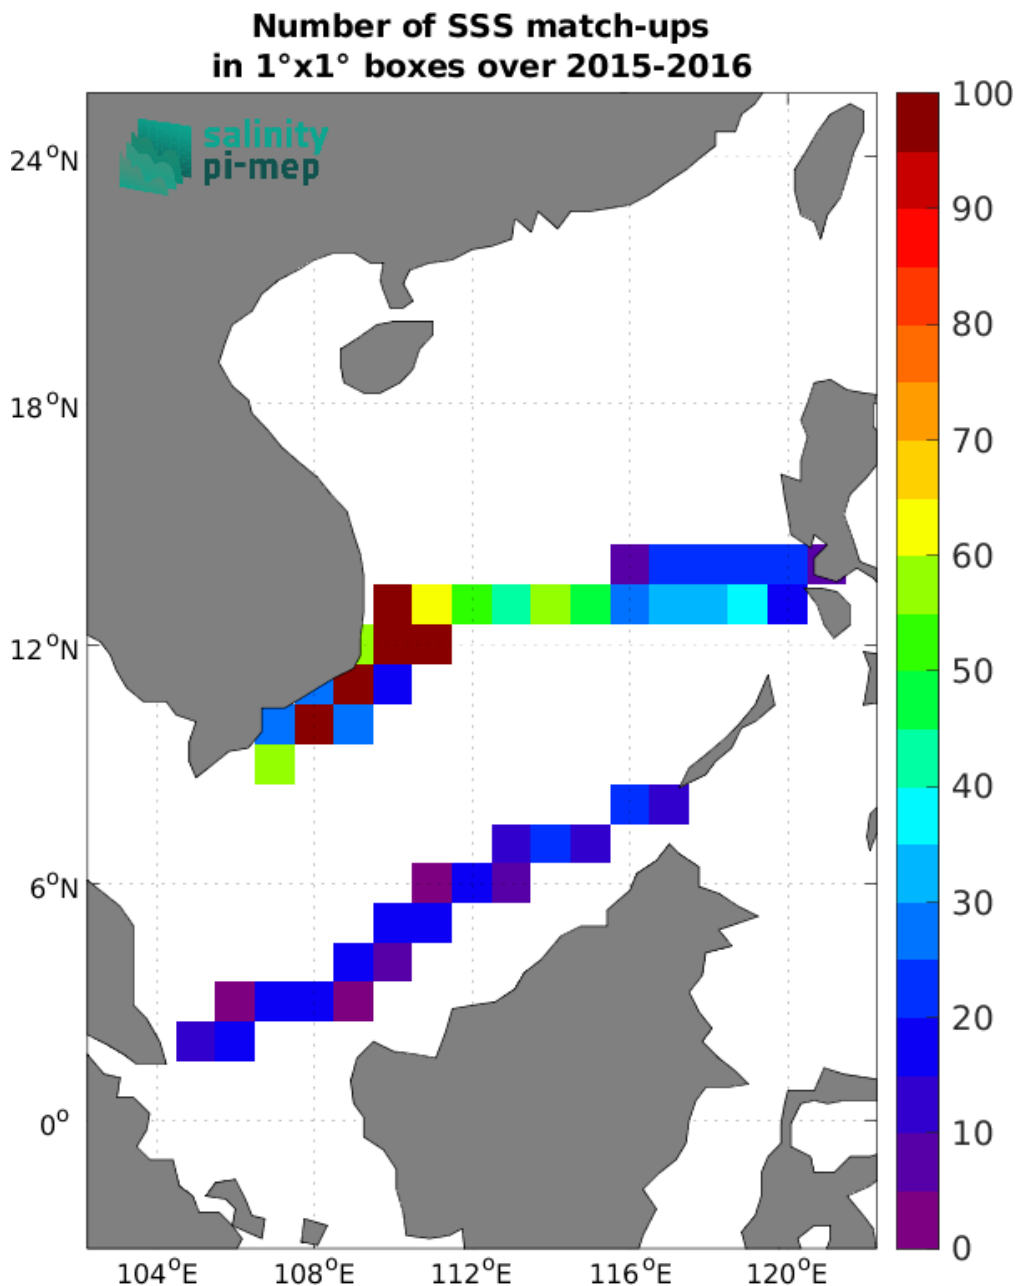 Number of SSS match-ups
in 1°x1° boxes over 2015-2016
salinity
pi-mep
24°N
18°N
12°N
6°N
0°
104°E
108°E
112°E
116°E
120°E
100
90
80
70
60
50
40
30
20
10
0